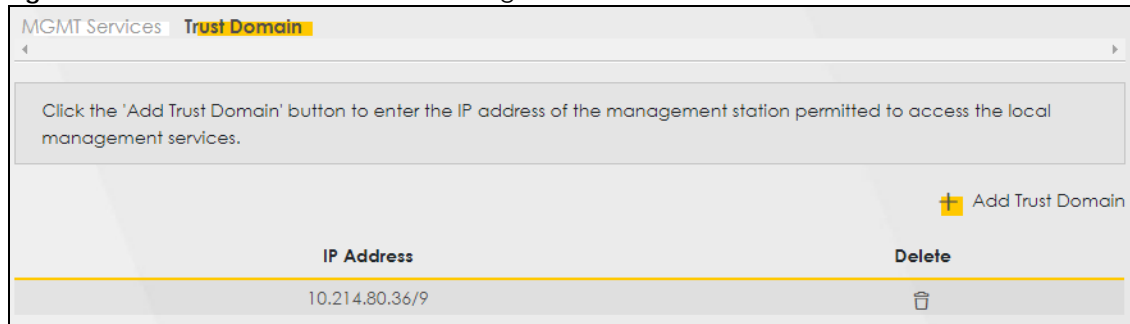 MGMT Services Trust Domain
Click the 'Add Trust Domain' button to enter the IP address of the management station permitted to access the local
management services.
+ Add Trust Domain
IP Address Delete
10.214.80.36/9